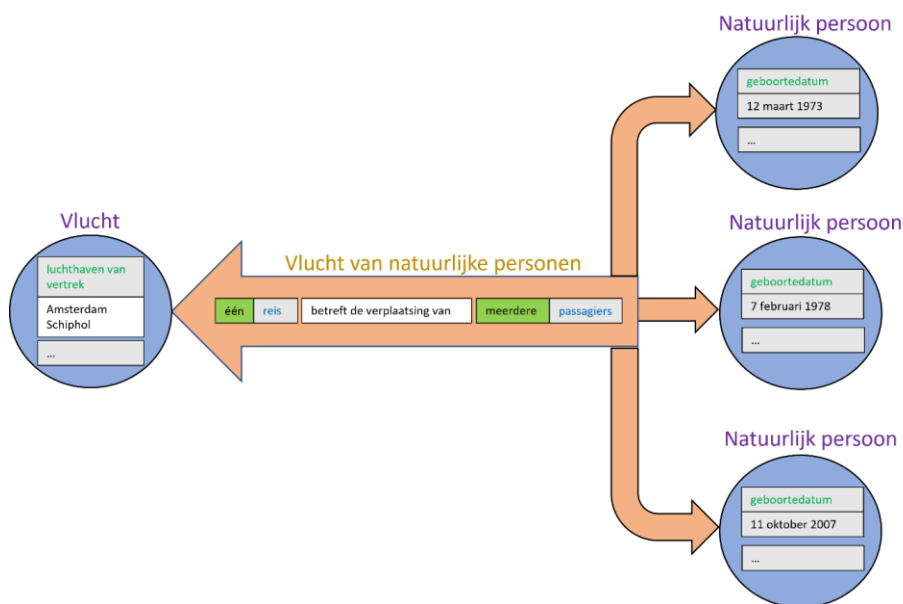 Natuurlijk persoon
geboortedatum
12 maart 1973
...
Vlucht
luchthaven van
vertrek
Amsterdam
Schiphol
...
Vlucht van natuurlijke personen
één reis betreft de verplaatsing van meerdere passagiers
Natuurlijk persoon
geboortedatum
7 februari 1978
...
Natuurlijk persoon
geboortedatum
11 oktober 2007
...